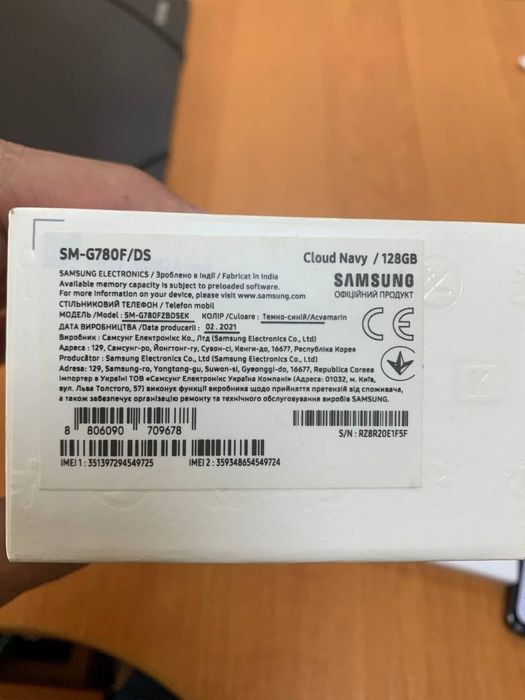 SM-G780F/DS
Cloud Navy / 128GB
SAMSUNG ELECTRONICS / Зроблено в Індії / Fabricat în India
Available memory capacity is subject to preloaded software.
For more information on your device, please visit www.samsung.com
SAMSUNG
ОФІЦІЙНИЙ ПРОДУКТ
СТІЛЬНИКОВИЙ ТЕЛЕФОН / Telefon mobil
МОДЕЛЬ / Model: SM-G780FZBDSEK КОЛІР /Culoare: Темно-синій/Acvamarin
ДАТА ВИРОБНИЦТВА /Data producerii: 02.2021
CE
Виробник : Самсунг Електронікс Ко., Лтд (Samsung Electronics Co., Ltd)
Адреса : 129, Самсунг-ро, Йонгтонг-гу, Сувон-сі, Кенгі-до, 16677, Республіка Корея
Producător : Samsung Electronics Co., Ltd (Samsung Electronics Co., Ltd)
Adresa: 129, Samsung-ro, Yongtong-gu, Suwon-si, Gyeonggi-do, 16677, Republica Coreea
Імпортер в Україні ТОВ «Самсунг Електронікс Україна Компані» (Адреса: 01032, м. Київ,
вул. Льва Толстого, 57) виконує функції виробника щодо прийняття претензій від споживача,
а також забезпечує організацію ремонту та технічного обслуговування виробів SAMSUNG.
8 806090 709678
S/N : RZ8R20E1F5F
IMEI 1 : 351397294549725 IMEI 2 : 359348654549724